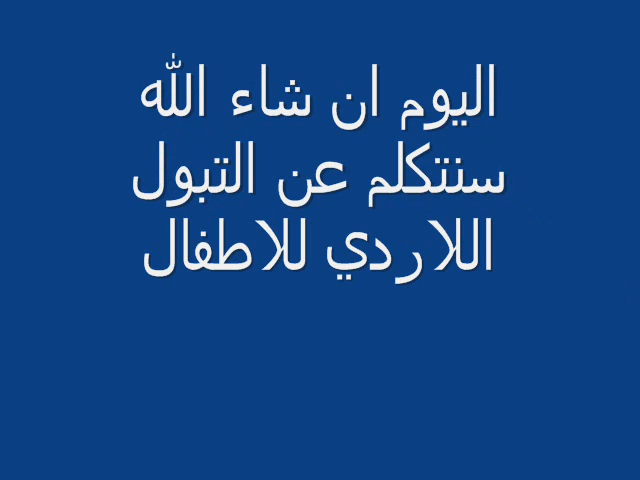 اليوم ان شاء الله
سنتكلم عن التبول
اللاردي للاطفال